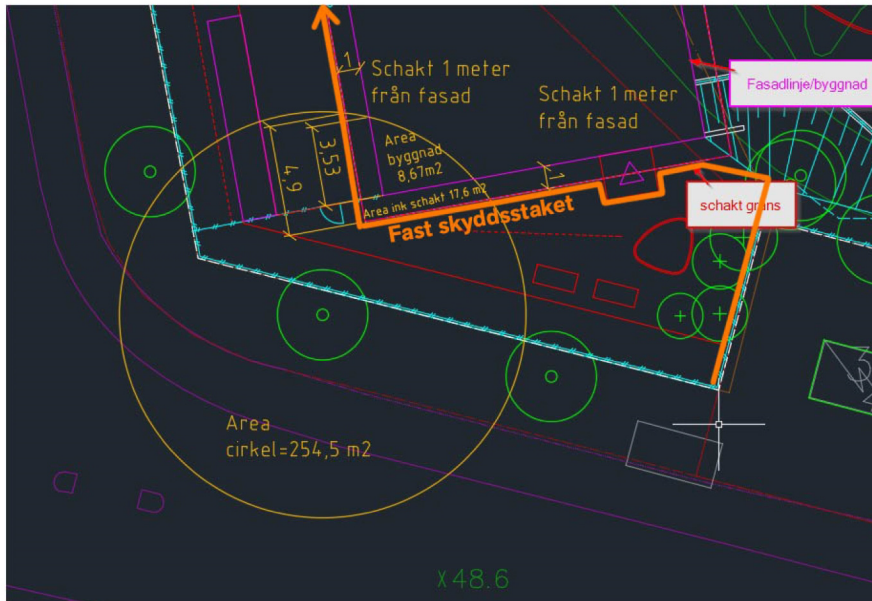 1
Schakt 1 meter
från fasad
Schakt 1 meter
från fasad
Fasadlinje/byggnad
3,53
4,9
Area
byggnad
8,67m2
1
Area ink schakt 17,6 m2
Fast skyddsstaket
schakt gräns
Area
cirkel=254,5 m2
x 48.6